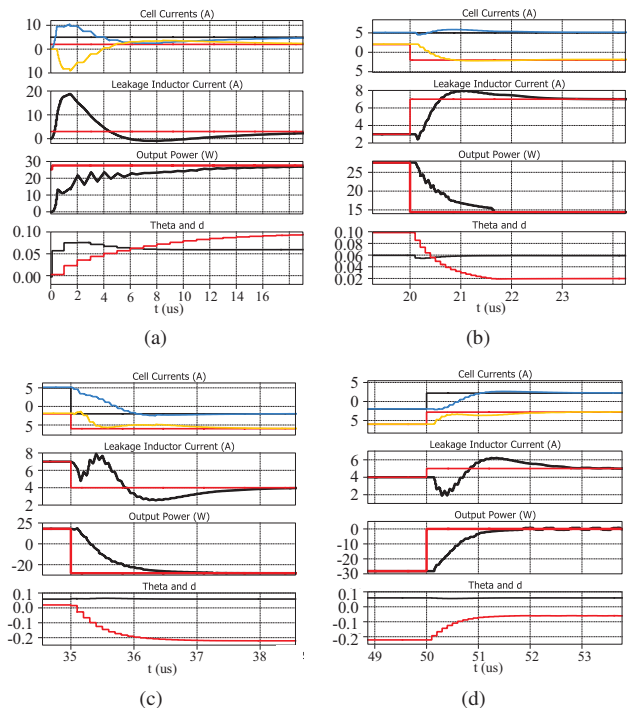 Cell Currents (A)
10
0
10
Leakage Inductor Current (A)
20
10
0
Output Power (W)
30
20
10
0
Theta and d
0.10
0.05
0.00
0 2 4 6 8 10 12 14 16
t (us)
(a)
Cell Currents (A)
5
0
5
Leakage Inductor Current (A)
8
6
4
2
Output Power (W)
25
20
15
Theta and d
0.10
0.08
0.06
0.04
0.02
20 21 22 23
t (us)
(b)
Cell Currents (A)
5
0
5
Leakage Inductor Current (A)
8
6
4
2
Output Power (W)
25
0
-20
Theta and d
0.1
0.0
-0.1
-0.2
35 36 37 38
t (us)
(c)
Cell Currents (A)
5
0
5
Leakage Inductor Current (A)
6
4
2
Output Power (W)
0
-10
-20
-30
Theta and d
0.1
0.0
-0.1
-0.2
49 50 51 52 53
t (us)
(d)